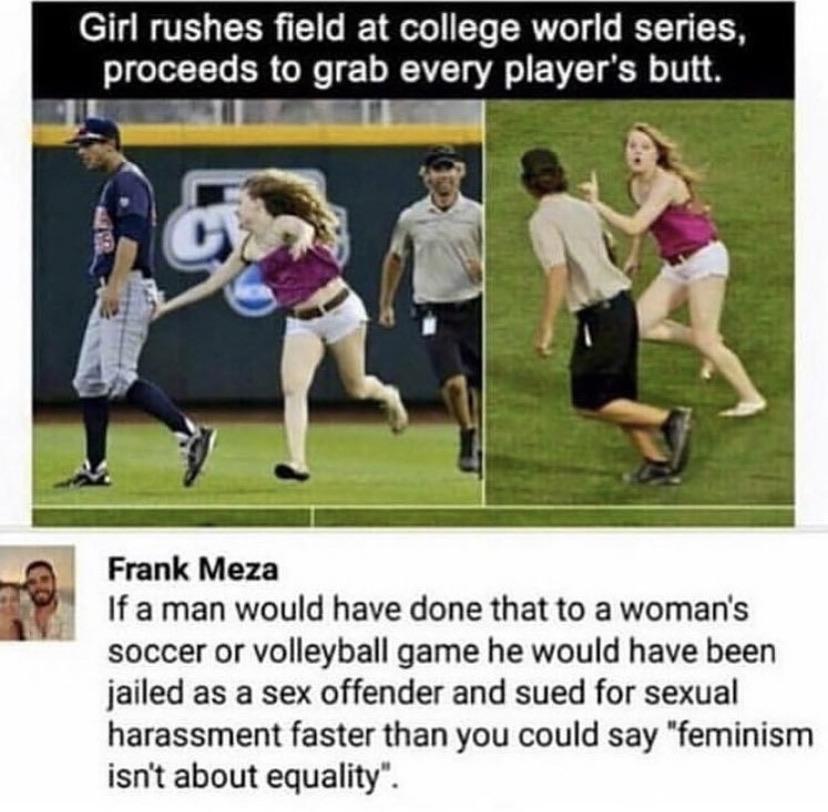 Girl rushes field at college world series,
proceeds to grab every player's butt.
Frank Meza
If a man would have done that to a woman's
soccer or volleyball game he would have been
jailed as a sex offender and sued for sexual
harassment faster than you could say "feminism
isn't about equality".